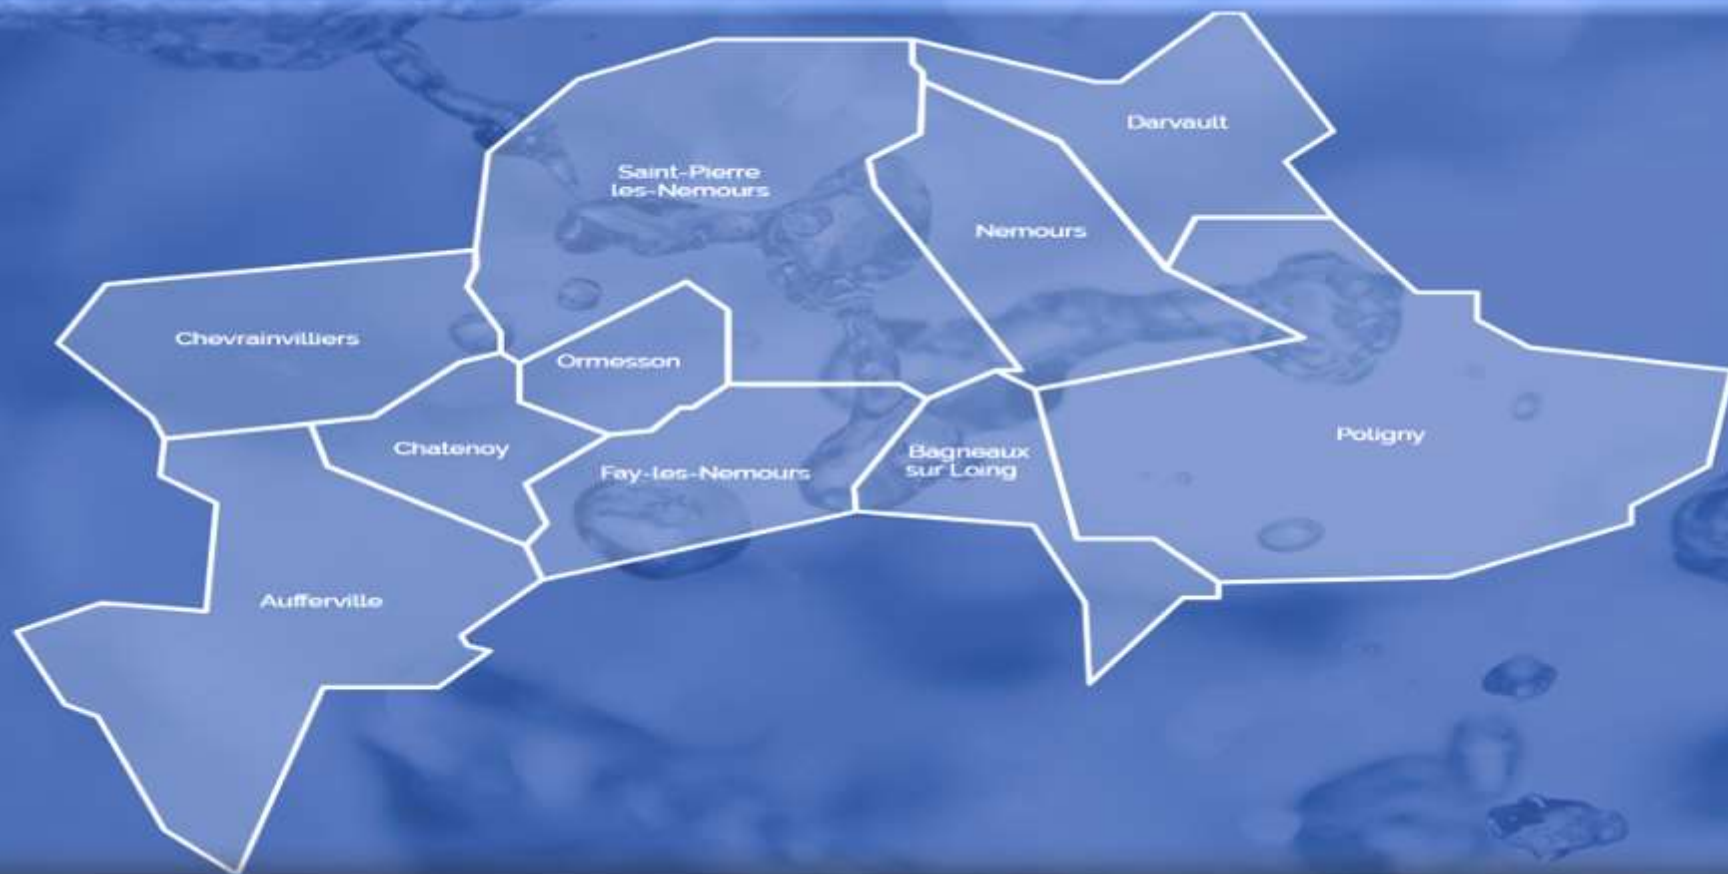 Darvault
Saint-Pierre
les-Nemours
Nemours
Chevrainvilliers
Ormesson
Poligny
Chatenoy
Bagneaux
sur Loing
Fay-les-Nemours
Aufferville